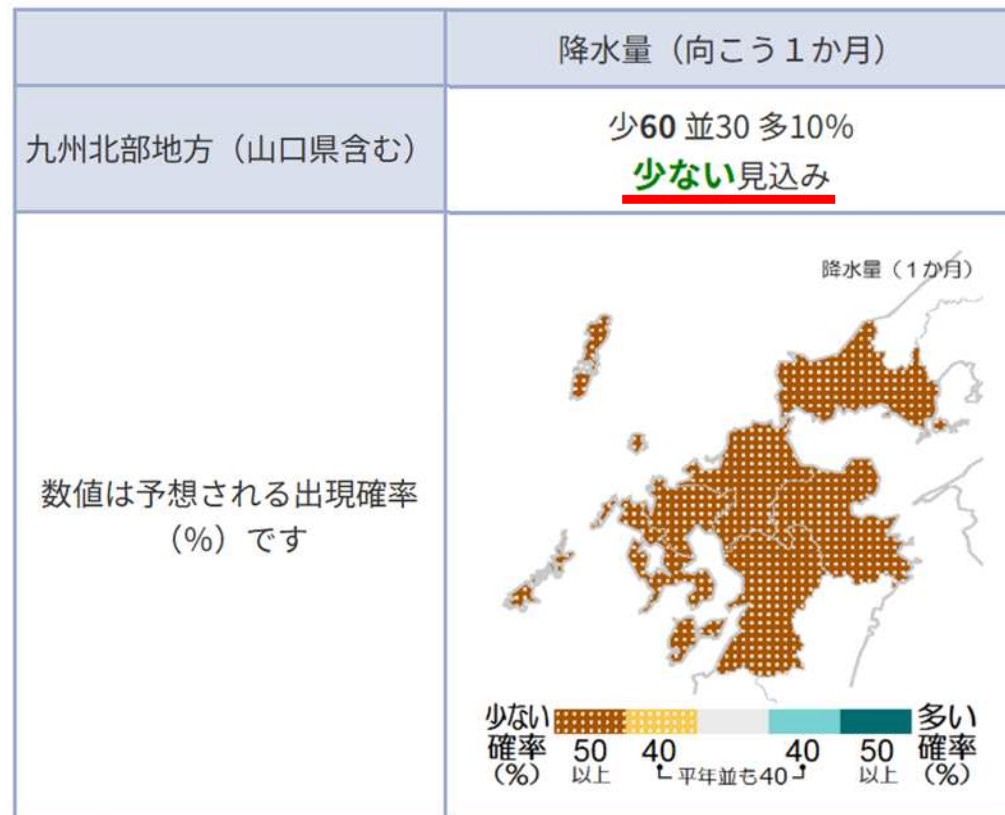 降水量（向こう１か月）
九州北部地方（山口県含む）
少60 並30 多10%
少ない見込み
数値は予想される出現確率
（%）です
降水量（１か月）
少ない
確率
（%）
50
以上
40
平年並も40
40
50
以上
多い
確率
（%）